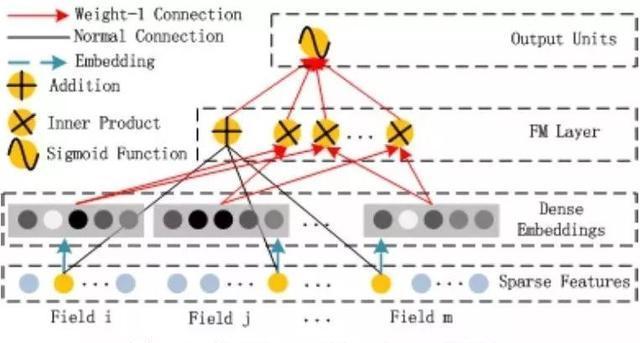 Weight-1 Connection
Normal Connection
Embedding
Addition
Inner Product
Sigmoid Function
Output Units
FM Layer
...
Dense
Embeddings
...
Sparse Features
... ... ... ...
Field i Field j ... Field m